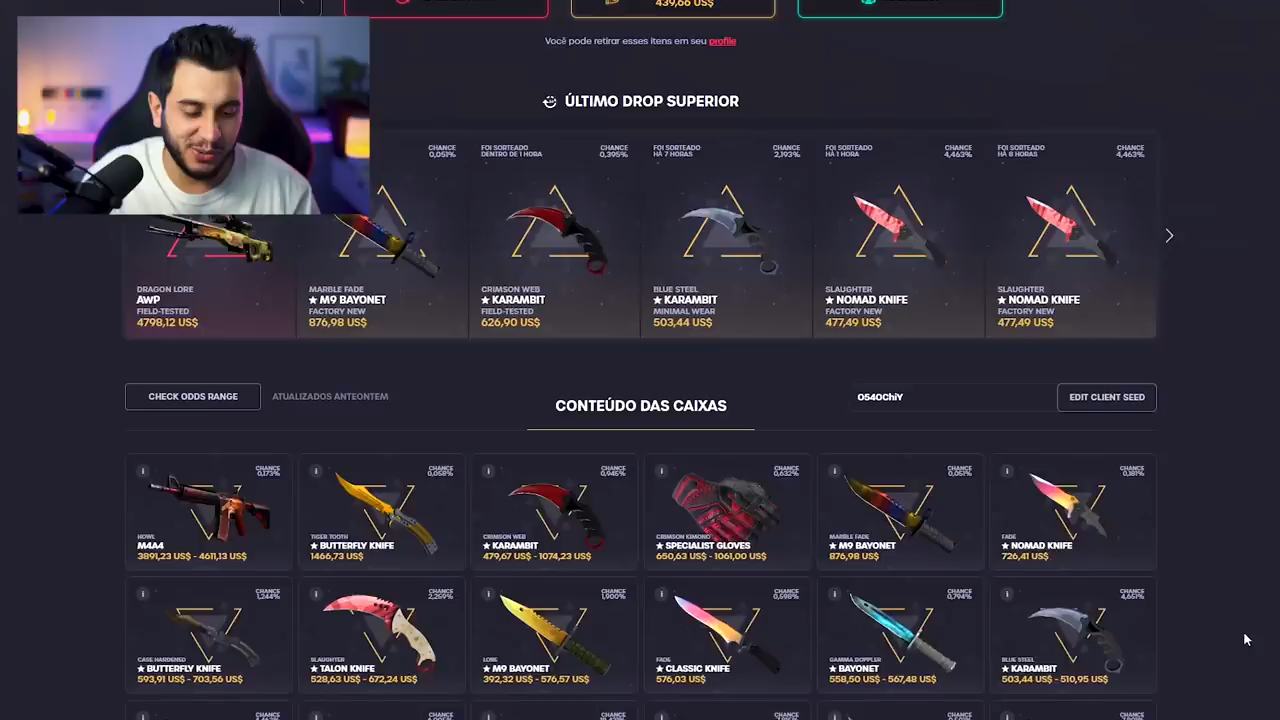 439,66 US$
Você pode retirar esses itens em seu profile
ÚLTIMO DROP SUPERIOR
CHANCE
0,051%
FOI SORTEADO
DENTRO DE 1 HORA
CHANCE
0,395%
FOI SORTEADO
HÁ 7 HORAS
CHANCE
2,193%
FOI SORTEADO
HÁ 1 HORA
CHANCE
4,463%
FOI SORTEADO
HÁ 8 HORAS
CHANCE
4,463%
DRAGON LORE
AWP
FIELD-TESTED
4798,12 US$
MARBLE FADE
★ M9 BAYONET
FACTORY NEW
876,98 US$
CRIMSON WEB
★ KARAMBIT
FIELD-TESTED
626,90 US$
BLUE STEEL
★ KARAMBIT
MINIMAL WEAR
503,44 US$
SLAUGHTER
★ NOMAD KNIFE
FACTORY NEW
477,49 US$
SLAUGHTER
★ NOMAD KNIFE
FACTORY NEW
477,49 US$
CHECK ODDS RANGE
ATUALIZADOS ANTEONTEM
CONTEÚDO DAS CAIXAS
O54OChiY
EDIT CLIENT SEED
CHANCE
0,173%
HOWL
M4A4
3891,23 US$ - 4611,13 US$
CHANCE
0,058%
TIGER TOOTH
★ BUTTERFLY KNIFE
1466,73 US$
CHANCE
0,945%
CRIMSON WEB
★ KARAMBIT
479,67 US$ - 1074,23 US$
CHANCE
0,632%
CRIMSON KIMONO
★ SPECIALIST GLOVES
650,63 US$ - 1061,00 US$
CHANCE
0,051%
MARBLE FADE
★ M9 BAYONET
876,98 US$
CHANCE
0,181%
FADE
★ NOMAD KNIFE
726,41 US$
CHANCE
1,244%
CASE HARDENED
★ BUTTERFLY KNIFE
593,91 US$ - 703,56 US$
CHANCE
2,259%
SLAUGHTER
★ TALON KNIFE
528,63 US$ - 672,24 US$
CHANCE
1,900%
LORE
★ M9 BAYONET
392,32 US$ - 576,57 US$
CHANCE
0,598%
FADE
★ CLASSIC KNIFE
576,03 US$
CHANCE
0,794%
GAMMA DOPPLER
★ BAYONET
558,50 US$ - 567,48 US$
CHANCE
4,651%
BLUE STEEL
★ KARAMBIT
503,44 US$ - 510,95 US$